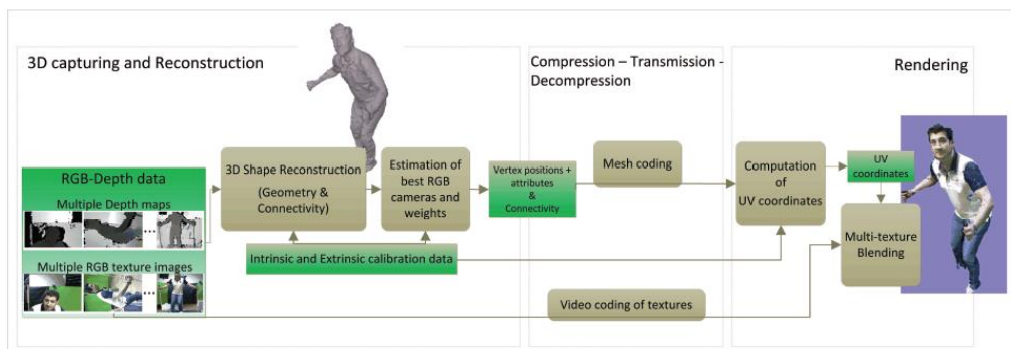 3D capturing and Reconstruction
Compression – Transmission -
Decompression
Rendering
RGB-Depth data
Multiple Depth maps
Multiple RGB texture images
3D Shape Reconstruction
(Geometry &
Connectivity)
Estimation of
best RGB
cameras and
weights
Intrinsic and Extrinsic calibration data
Vertex positions +
attributes
&
Connectivity
Mesh coding
Video coding of textures
Computation
of
UV coordinates
UV
coordinates
Multi-texture
Blending